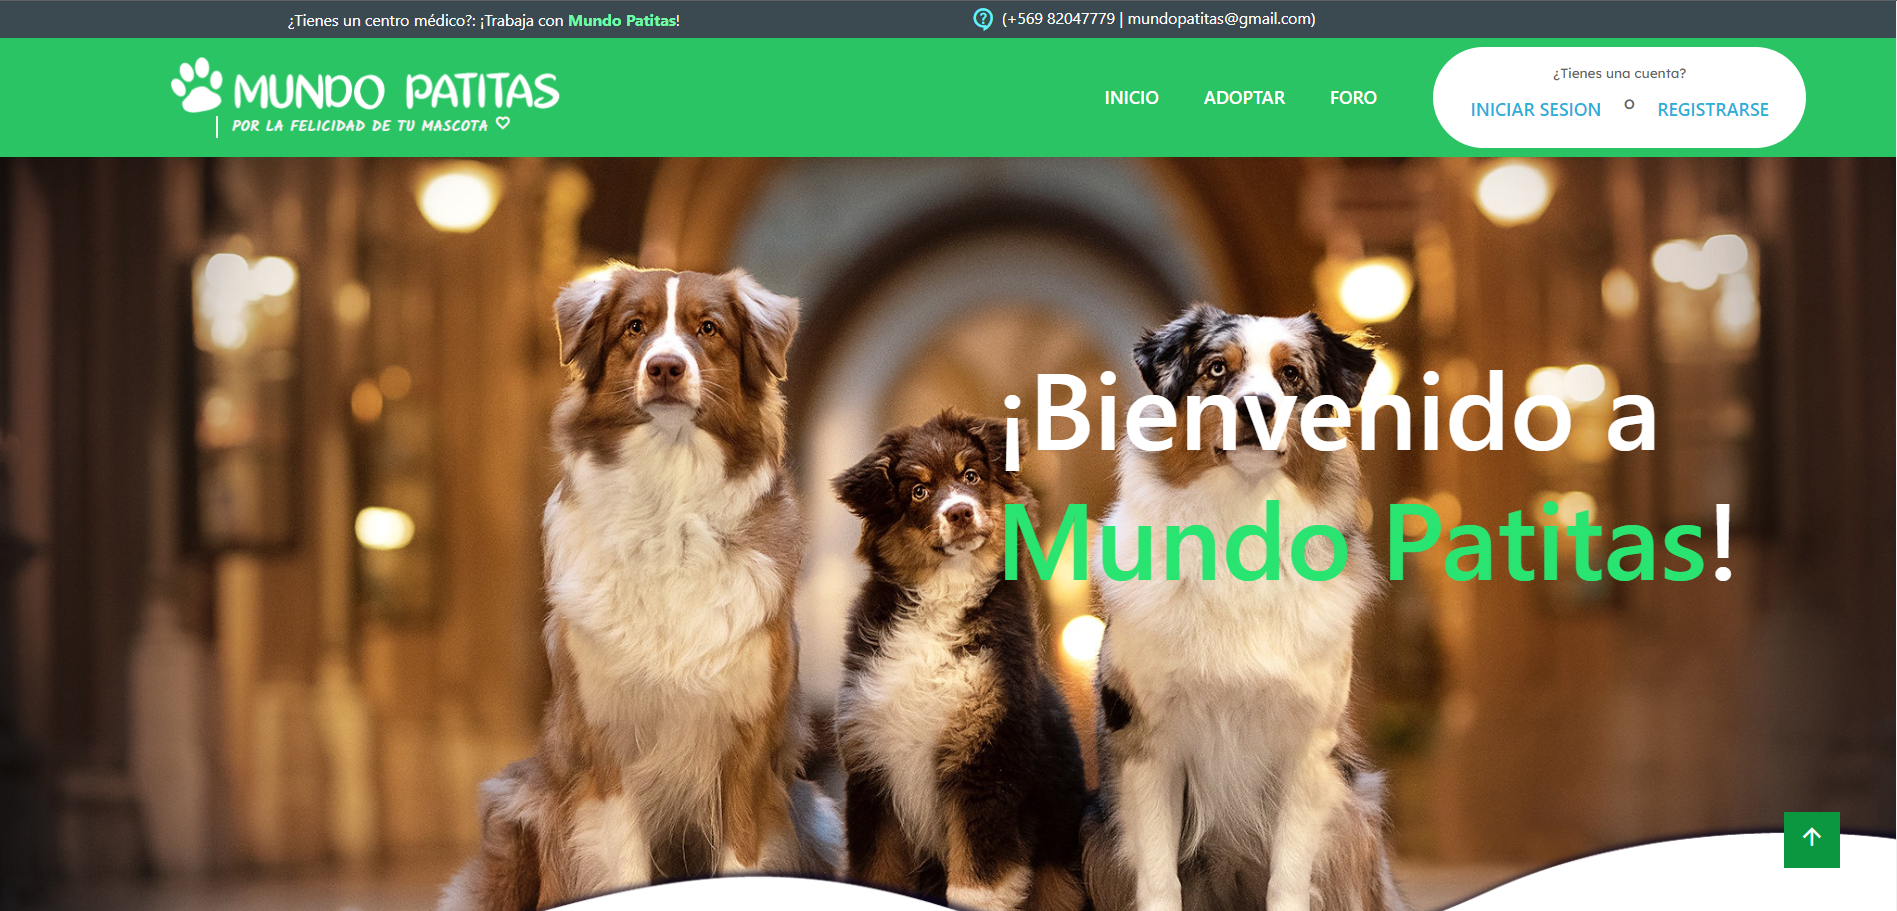 ¿Tienes un centro médico?: ¡Trabaja con Mundo Patitas!
(+569 82047779 | mundopatitas@gmail.com)
MUNDO PATITAS
POR LA FELICIDAD DE TU MASCOTA
INICIO
ADOPTAR
FORO
¿Tienes una cuenta?
INICIAR SESION O REGISTRARSE
¡Bienvenido a
Mundo Patitas!